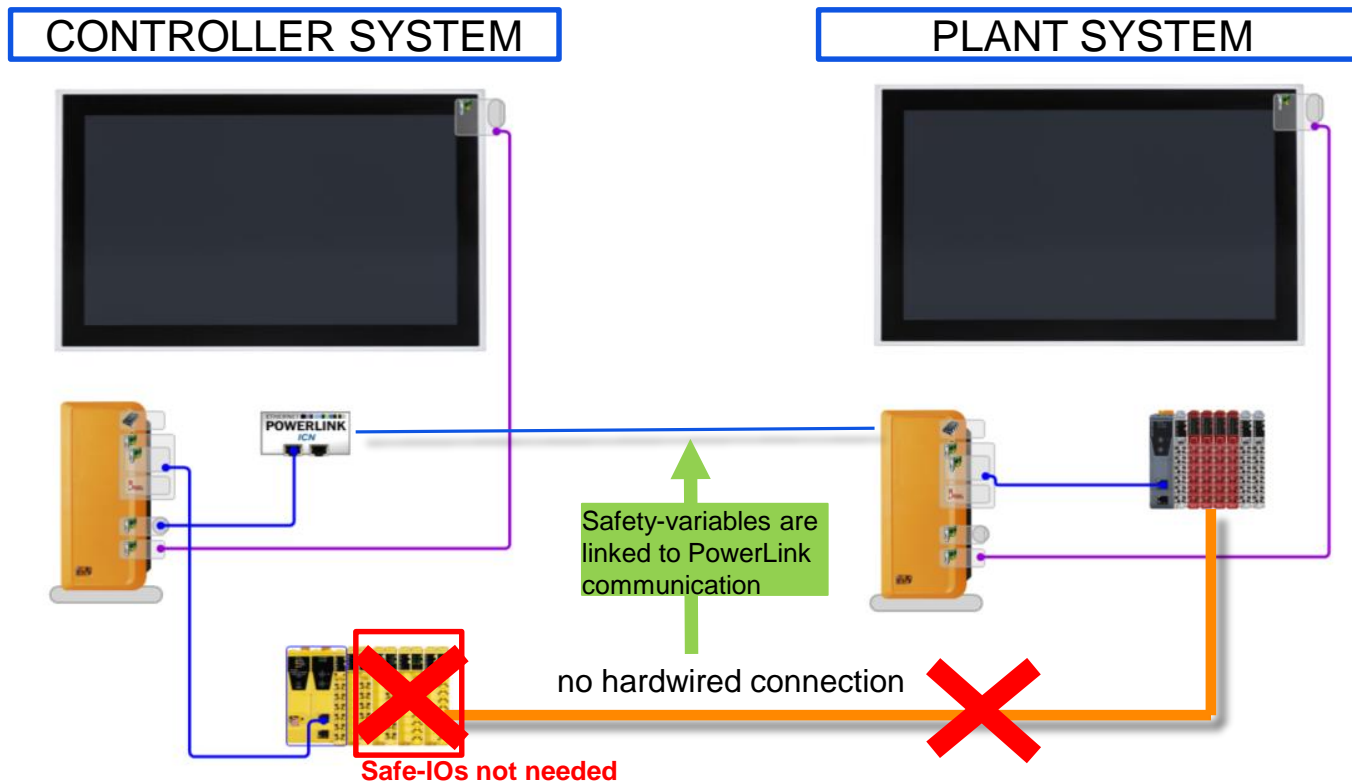 CONTROLLER SYSTEM
PLANT SYSTEM
ETHERNET
POWERLINK
ICN
Safety-variables are
linked to PowerLink
communication
no hardwired connection
Safe-IOs not needed